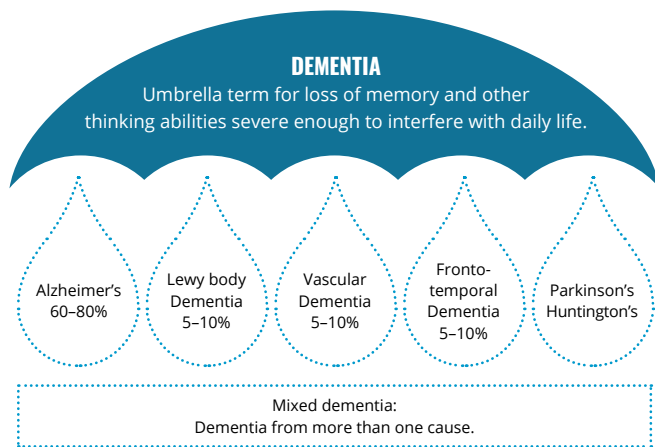 DEMENTIA
Umbrella term for loss of memory and other
thinking abilities severe enough to interfere with daily life.
Alzheimer’s
60–80%
Lewy body
Dementia
5–10%
Vascular
Dementia
5–10%
Fronto-
temporal
Dementia
5–10%
Parkinson’s
Huntington’s
Mixed dementia:
Dementia from more than one cause.